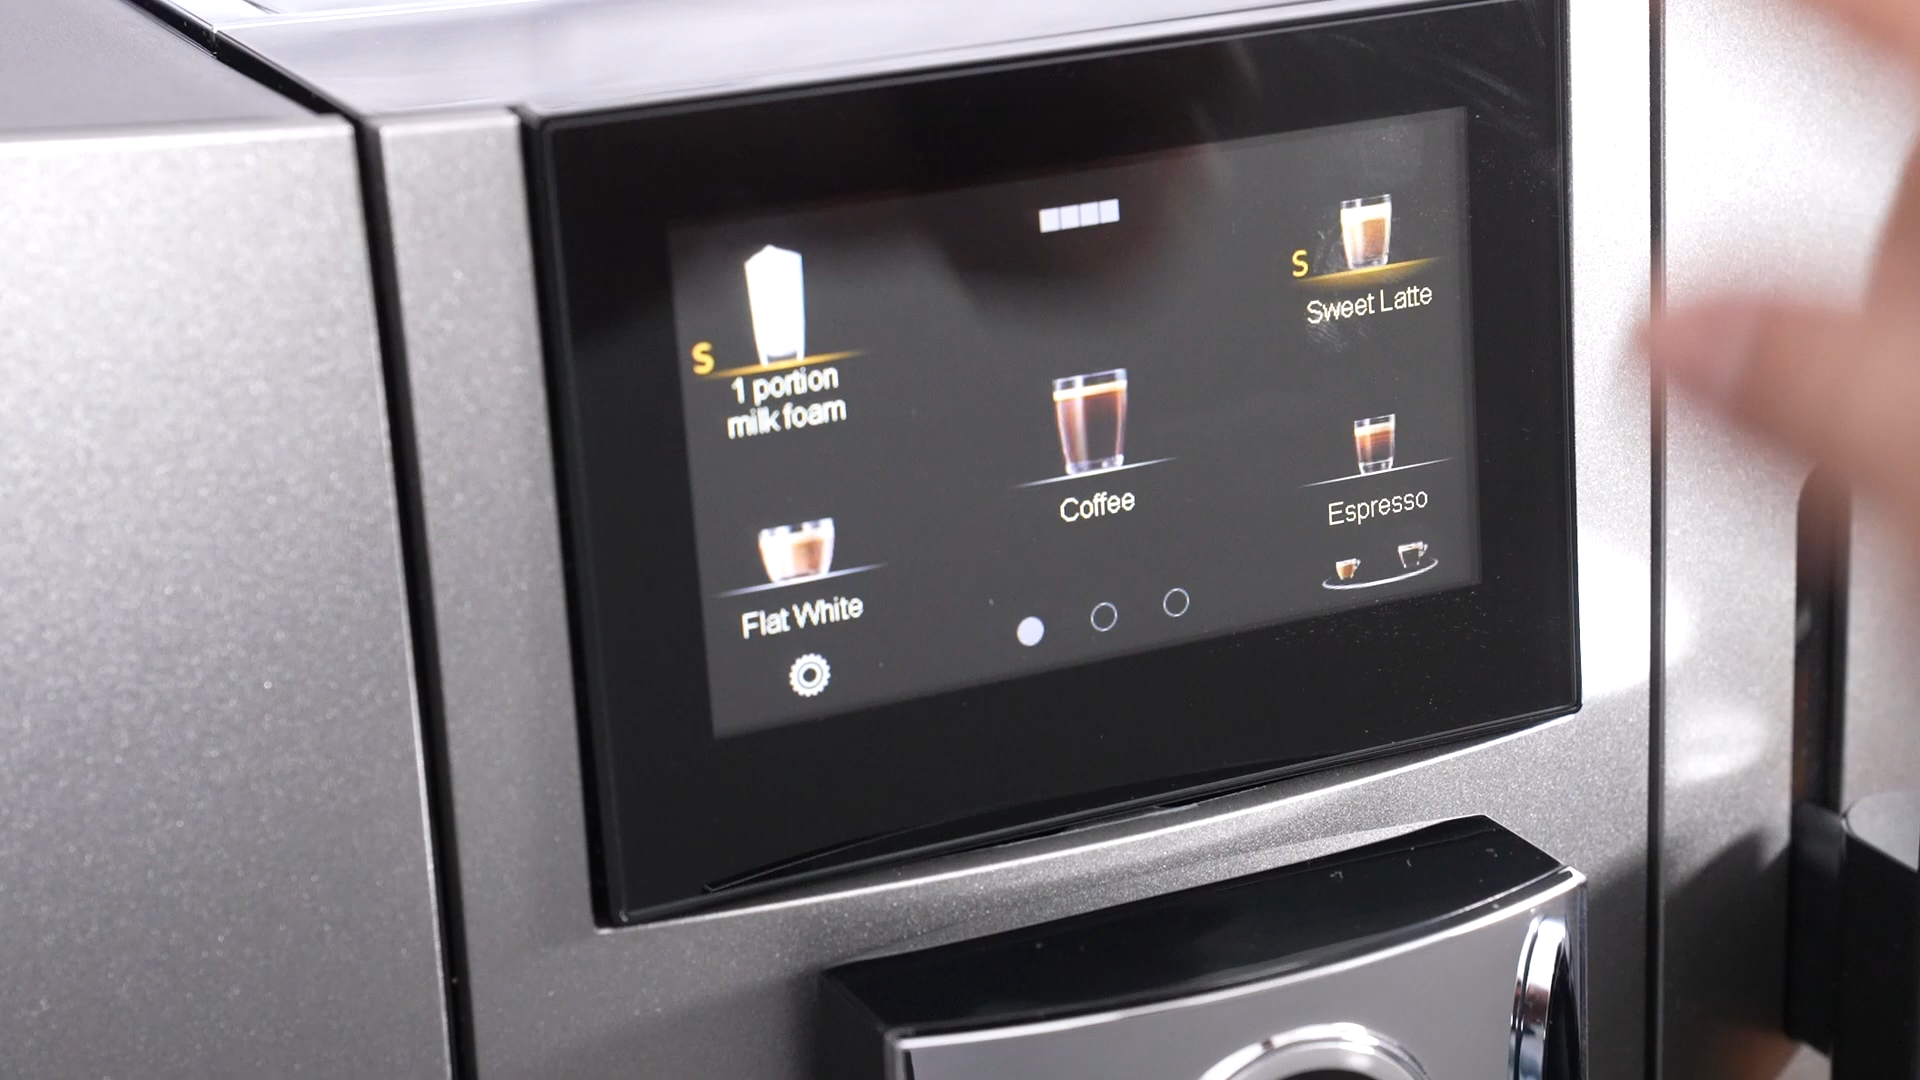 S
1 portion
milk foam
S
Sweet Latte
Coffee
Flat White
Espresso